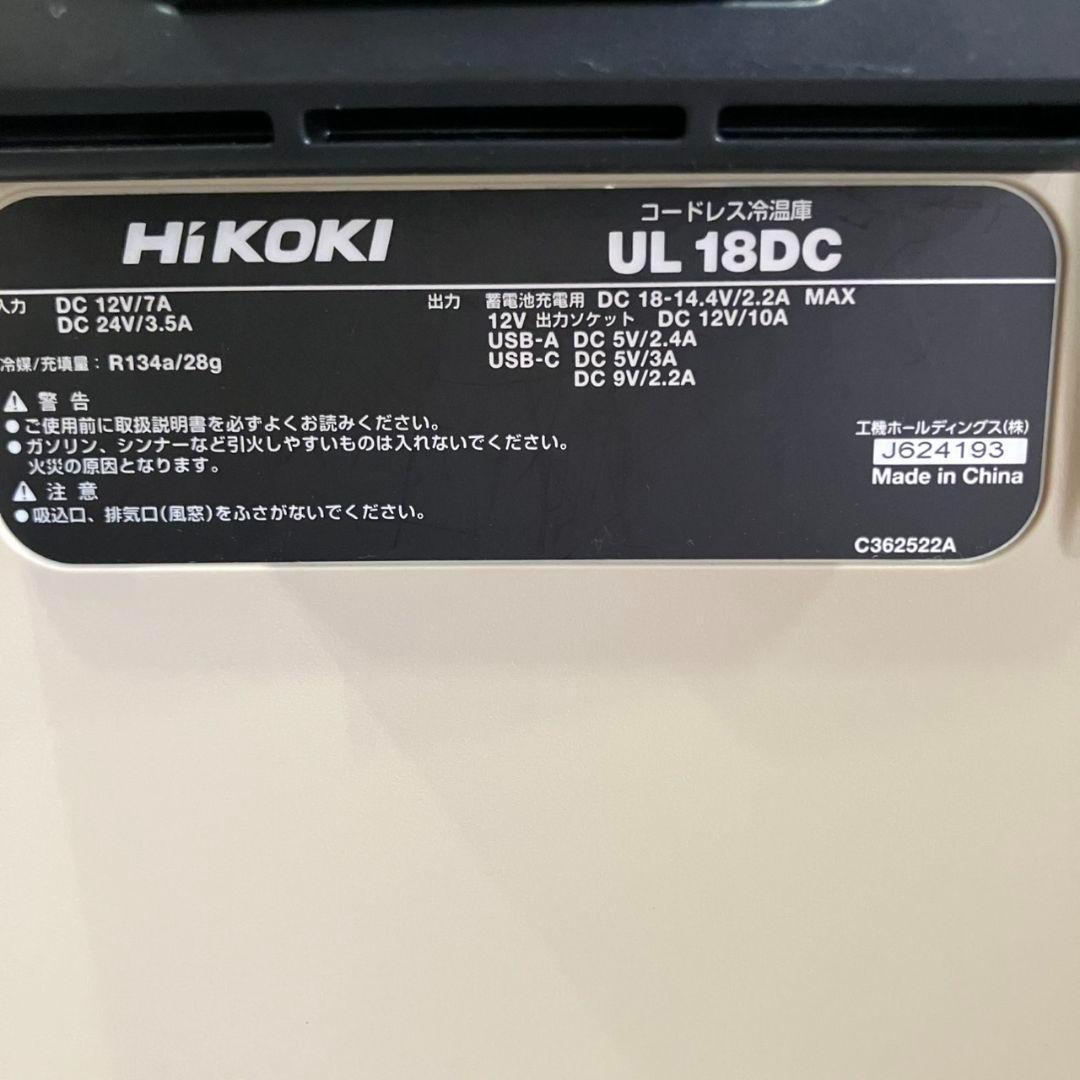 HiKOKI
コードレス冷温庫
UL 18DC
入力 DC 12V/7A
DC 24V/3.5A
冷媒/充填量：R134a/28g
出力 蓄電池充電用 DC 18-14.4V/2.2A MAX
12V 出力ソケット DC 12V/10A
USB-A DC 5V/2.4A
USB-C DC 5V/3A
DC 9V/2.2A
警告
●ご使用前に取扱説明書を必ずよくお読みください。
●ガソリン、シンナーなど引火しやすいものは入れないでください。
火災の原因となります。
注意
●吸込口、排気口(風窓)をふさがないでください。
工機ホールディングス(株)
J624193
Made in China
C362522A